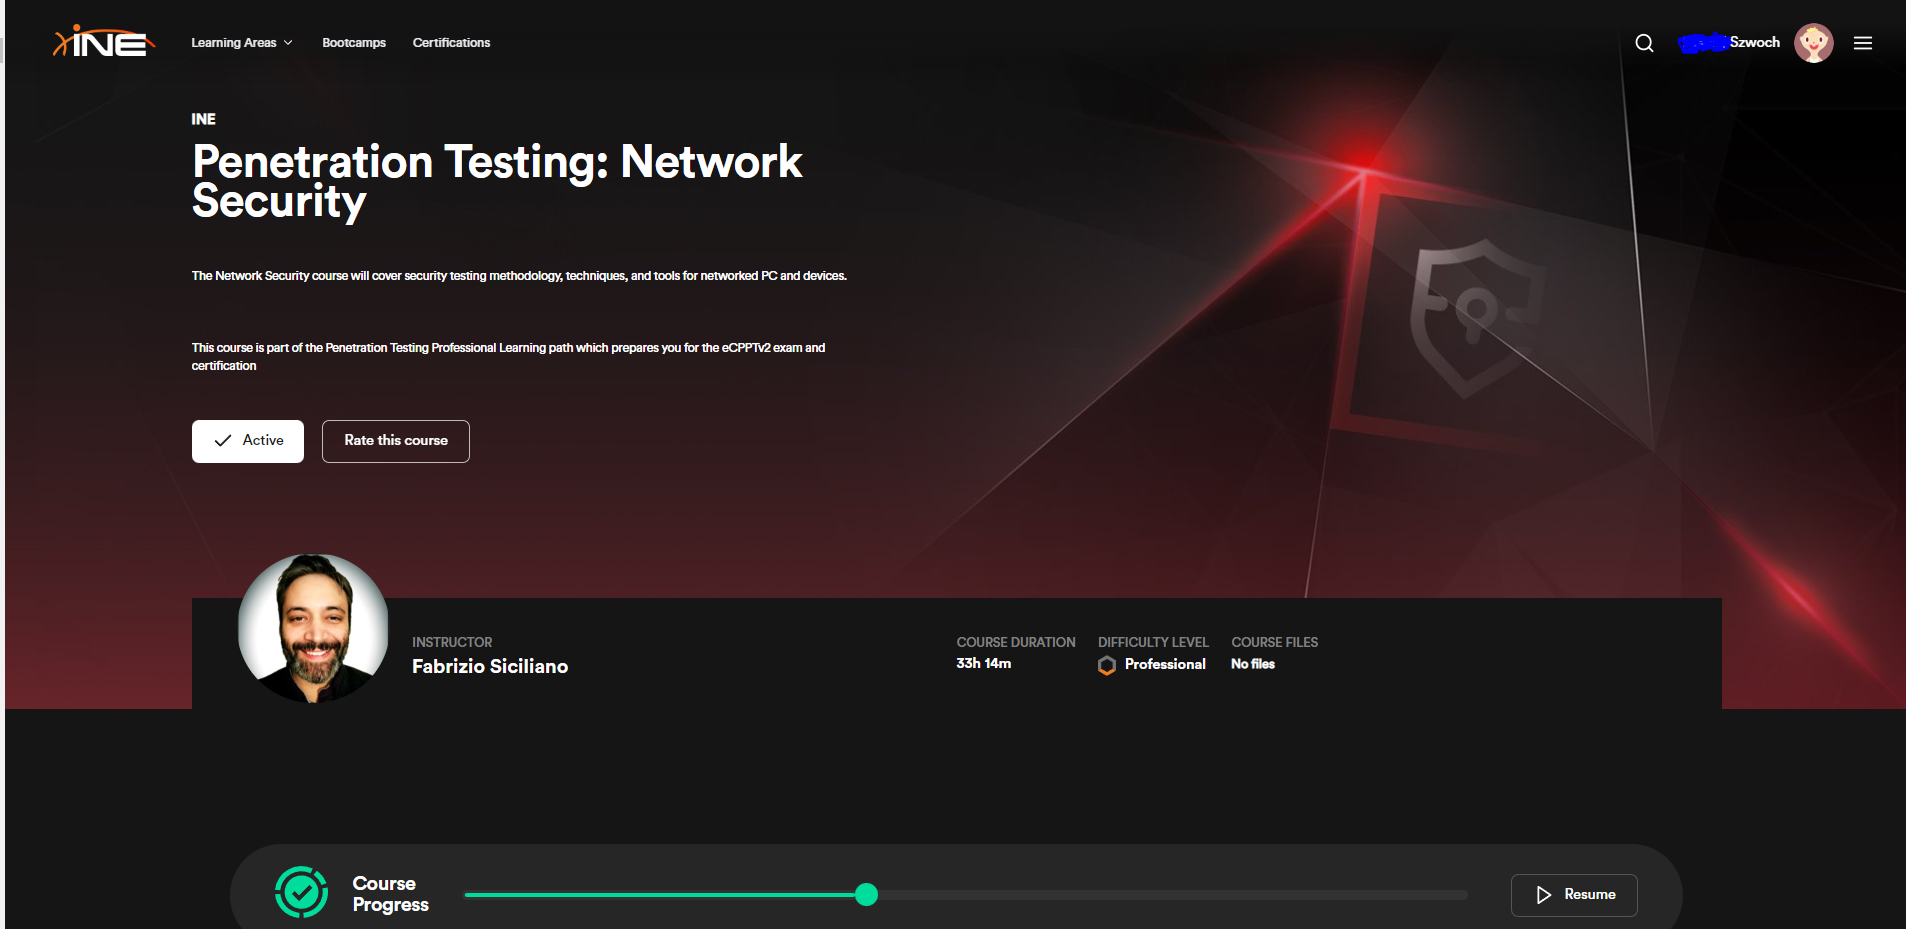 INE
Learning Areas
Bootcamps
Certifications
Szwoch
INE
Penetration Testing: Network
Security
The Network Security course will cover security testing methodology, techniques, and tools for networked PC and devices.
This course is part of the Penetration Testing Professional Learning path which prepares you for the eCPPTv2 exam and
certification
Active
Rate this course
INSTRUCTOR
Fabrizio Siciliano
COURSE DURATION
33h 14m
DIFFICULTY LEVEL
Professional
COURSE FILES
No files
Course
Progress
Resume